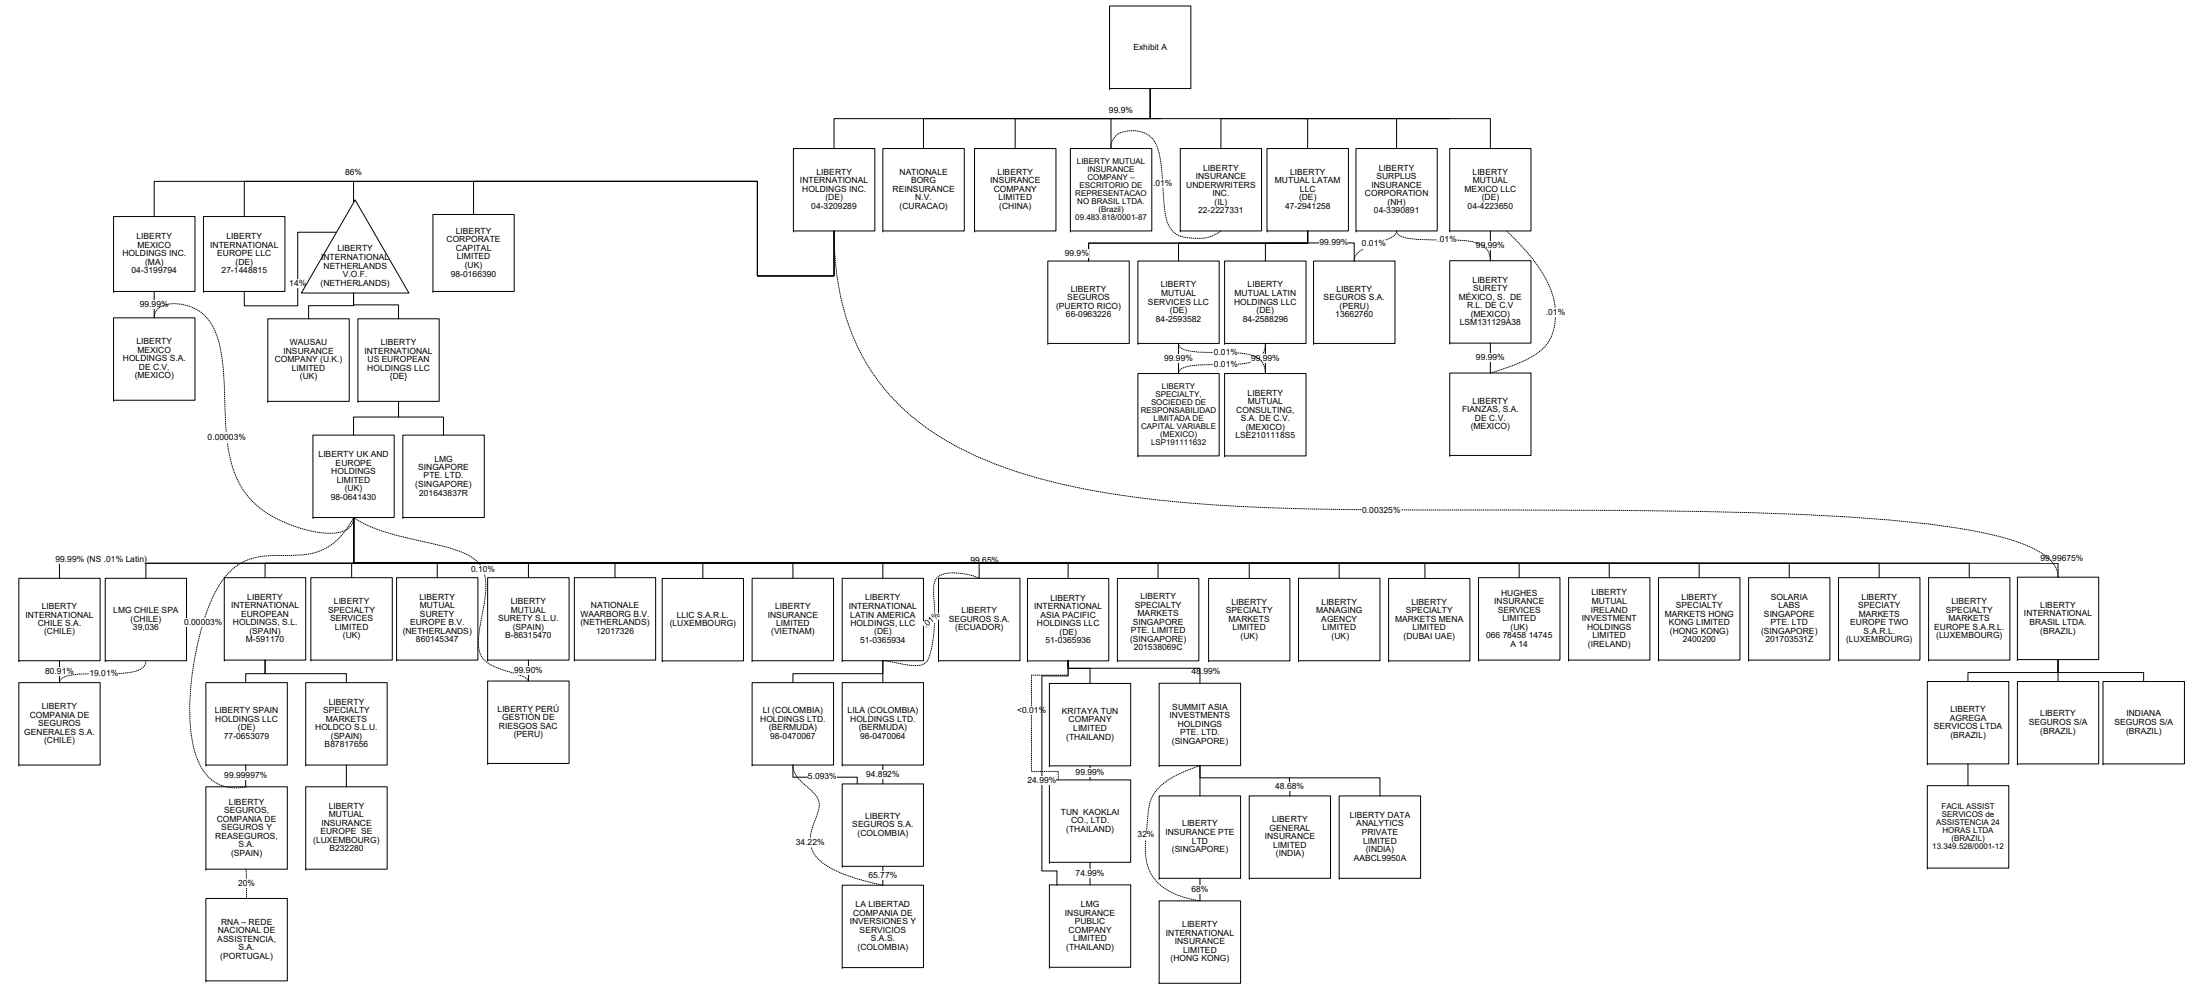 Exhibit A
99.9%
LIBERTY
INTERNATIONAL
HOLDINGS INC.
(DE)
04-3209289
NATIONALE
BORG
REINSURANCE
N.V.
(CURACAO)
LIBERTY
INSURANCE
COMPANY
LIMITED
(CHINA)
LIBERTY MUTUAL
INSURANCE
COMPANY –
ESCRITORIO DE
REPRESENTACAO
NO BRASIL LTDA.
(Brazil)
09.483.818/0001-87
.01%
LIBERTY
INSURANCE
UNDERWRITERS
INC.
(IL)
22-2227331
LIBERTY
MUTUAL LATAM
LLC
(DE)
47-2941258
LIBERTY
SURPLUS
INSURANCE
CORPORATION
(NH)
04-3390891
LIBERTY
MUTUAL
MEXICO LLC
(DE)
04-4223650
86%
LIBERTY
MEXICO
HOLDINGS INC.
(MA)
04-3199794
LIBERTY
INTERNATIONAL
EUROPE LLC
(DE)
27-1448815
14%
LIBERTY
INTERNATIONAL
NETHERLANDS
V.O.F.
(NETHERLANDS)
LIBERTY
CORPORATE
CAPITAL
LIMITED
(UK)
98-0166390
99.9%
99.99%
0.01%
.01%
99.99%
LIBERTY
SEGUROS
(PUERTO RICO)
66-0963226
LIBERTY
MUTUAL
SERVICES LLC
(DE)
84-2593582
LIBERTY
MUTUAL LATIN
HOLDINGS LLC
(DE)
84-2588296
LIBERTY
SEGUROS S.A.
(PERU)
13662760
LIBERTY
SURETY
MÉXICO, S. DE
R.L. DE C.V
(MEXICO)
LSM131129A38
.01%
99.99%
LIBERTY
MEXICO
HOLDINGS S.A.
DE C.V.
(MEXICO)
WAUSAU
INSURANCE
COMPANY (U.K.)
LIMITED
(UK)
LIBERTY
INTERNATIONAL
US EUROPEAN
HOLDINGS LLC
{DE}
0.01%
99.99%
99.99%
0.01%
99.99%
LIBERTY
SPECIALTY,
SOCIEDED DE
RESPONSABILIDAD
LIMITADA DE
CAPITAL VARIABLE
(MEXICO)
LSP191111632
LIBERTY
MUTUAL
CONSULTING,
S.A. DE C.V.
(MEXICO)
LSE2101118S5
LIBERTY
FIANZAS, S.A.
DE C.V.
(MEXICO)
0.00003%
LIBERTY UK AND
EUROPE
HOLDINGS
LIMITED
(UK)
98-0641430
LMG
SINGAPORE
PTE. LTD.
(SINGAPORE)
201643837R
0.00325%
99.99% (NS .01% Latin)
0.10%
99.65%
99.99675%
LIBERTY
INTERNATIONAL
CHILE S.A.
(CHILE)
LMG CHILE SPA
(CHILE)
39,036
0.00003%
LIBERTY
INTERNATIONAL
EUROPEAN
HOLDINGS, S.L.
(SPAIN)
M-591170
LIBERTY
SPECIALTY
SERVICES
LIMITED
(UK)
LIBERTY
MUTUAL
SURETY
EUROPE B.V.
(NETHERLANDS)
860145347
LIBERTY
MUTUAL
SURETY S.L.U.
(SPAIN)
B-86315470
NATIONALE
WAARBORG B.V.
(NETHERLANDS)
12017326
LLIC S.A.R.L.
(LUXEMBOURG)
LIBERTY
INSURANCE
LIMITED
(VIETNAM)
LIBERTY
INTERNATIONAL
LATIN AMERICA
HOLDINGS, LLC
(DE)
51-0365934
LIBERTY
SEGUROS S.A.
(ECUADOR)
LIBERTY
INTERNATIONAL
ASIA PACIFIC
HOLDINGS LLC
(DE)
51-0365936
LIBERTY
SPECIALTY
MARKETS
SINGAPORE
PTE. LIMITED
(SINGAPORE)
201538069C
LIBERTY
SPECIALTY
MARKETS
LIMITED
(UK)
LIBERTY
MANAGING
AGENCY
LIMITED
(UK)
LIBERTY
SPECIALTY
MARKETS MENA
LIMITED
(DUBAI UAE)
HUGHES
INSURANCE
SERVICES
LIMITED
(UK)
066 78458 14745
A 14
LIBERTY
MUTUAL
IRELAND
INVESTMENT
HOLDINGS
LIMITED
(IRELAND)
LIBERTY
SPECIALTY
MARKETS HONG
KONG LIMITED
(HONG KONG)
2400200
SOLARIA
LABS
SINGAPORE
PTE. LTD
(SINGAPORE)
201703531Z
LIBERTY
SPECIATY
MARKETS
EUROPE TWO
S.A.R.L.
(LUXEMBOURG)
LIBERTY
SPECIALTY
MARKETS
EUROPE S.A.R.L.
(LUXEMBOURG)
LIBERTY
INTERNATIONAL
BRASIL LTDA.
(BRAZIL)
80.91%
19.01%
99.90%
48.99%
LIBERTY
COMPANIA DE
SEGUROS
GENERALES S.A.
(CHILE)
LIBERTY SPAIN
HOLDINGS LLC
(DE)
77-0653079
LIBERTY
SPECIALTY
MARKETS
HOLDCO S.L.U.
(SPAIN)
B87817656
LIBERTY PERÚ
GESTIÓN DE
RIESGOS SAC
(PERU)
LI (COLOMBIA)
HOLDINGS LTD.
(BERMUDA)
98-0470067
LILA (COLOMBIA)
HOLDINGS LTD.
(BERMUDA)
98-0470064
<0.01%
KRITAYA TUN
COMPANY
LIMITED
(THAILAND)
SUMMIT ASIA
INVESTMENTS
HOLDINGS
PTE. LTD.
(SINGAPORE)
LIBERTY
AGREGA
SERVICOS LTDA
(BRAZIL)
LIBERTY
SEGUROS S/A
(BRAZIL)
INDIANA
SEGUROS S/A
(BRAZIL)
99.99997%
5.093%
94.892%
24.99%
99.99%
48.68%
LIBERTY
SEGUROS,
COMPANIA DE
SEGUROS Y
REASEGUROS,
S.A.
(SPAIN)
LIBERTY
MUTUAL
INSURANCE
EUROPE SE
(LUXEMBOURG)
B232280
34.22%
LIBERTY
SEGUROS S.A.
(COLOMBIA)
TUN KAOKLAI
CO., LTD.
(THAILAND)
32%
LIBERTY
INSURANCE PTE
LTD
(SINGAPORE)
LIBERTY
GENERAL
INSURANCE
LIMITED
(INDIA)
LIBERTY DATA
ANALYTICS
PRIVATE
LIMITED
(INDIA)
AABCL9950A
FACIL ASSIST
SERVICOS de
ASSISTENCIA 24
HORAS LTDA
(BRAZIL)
13.349.528/0001-12
20%
65.77%
74.99%
68%
RNA – REDE
NACIONAL DE
ASSISTENCIA,
S.A.
(PORTUGAL)
LA LIBERTAD
COMPANIA DE
INVERSIONES Y
SERVICIOS
S.A.S.
(COLOMBIA)
LMG
INSURANCE
PUBLIC
COMPANY
LIMITED
(THAILAND)
LIBERTY
INTERNATIONAL
INSURANCE
LIMITED
(HONG KONG)